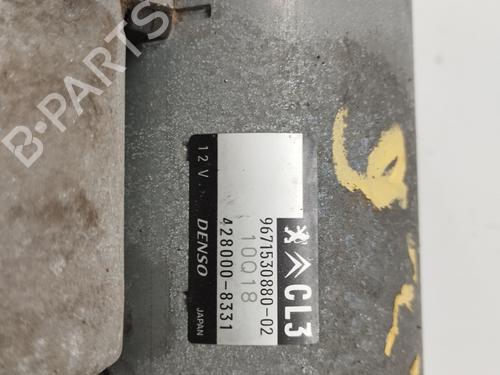 CL3
9671530880-02
10Q18
428000-8331
12V.
DENSO
JAPAN
B-PARTS